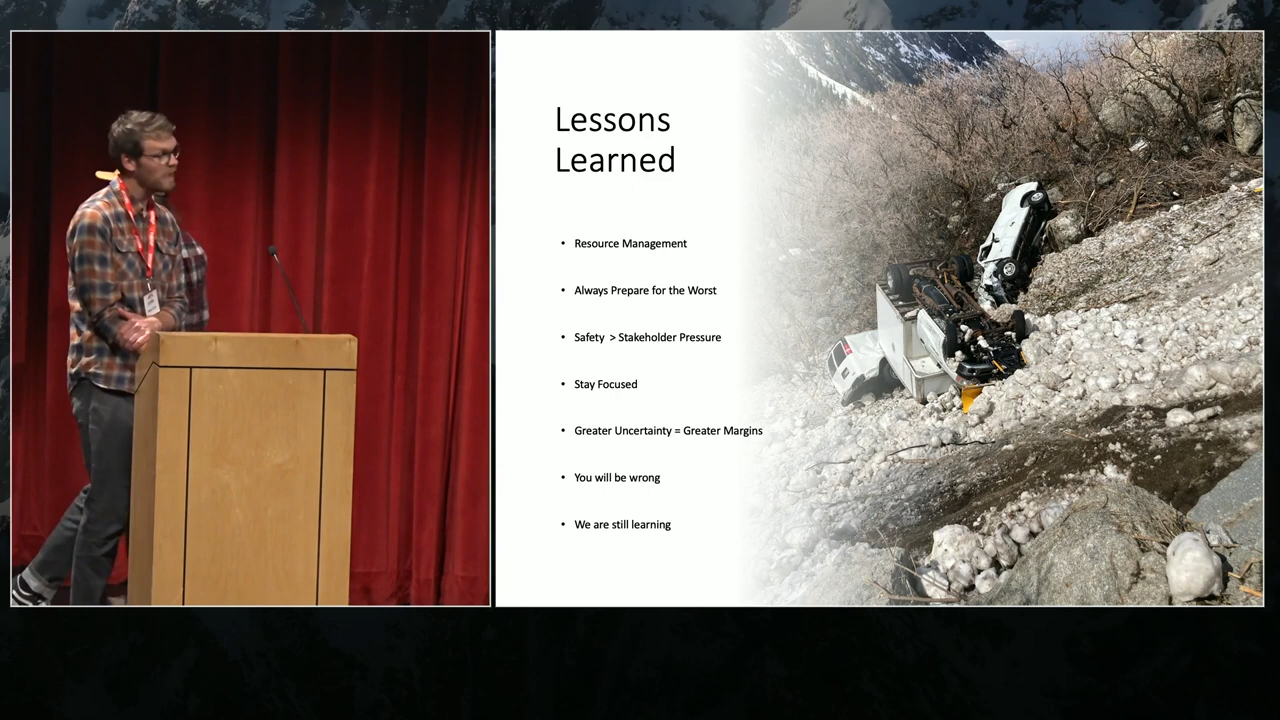 Lessons
Learned
• Resource Management
• Always Prepare for the Worst
• Safety > Stakeholder Pressure
• Stay Focused
• Greater Uncertainty = Greater Margins
• You will be wrong
• We are still learning